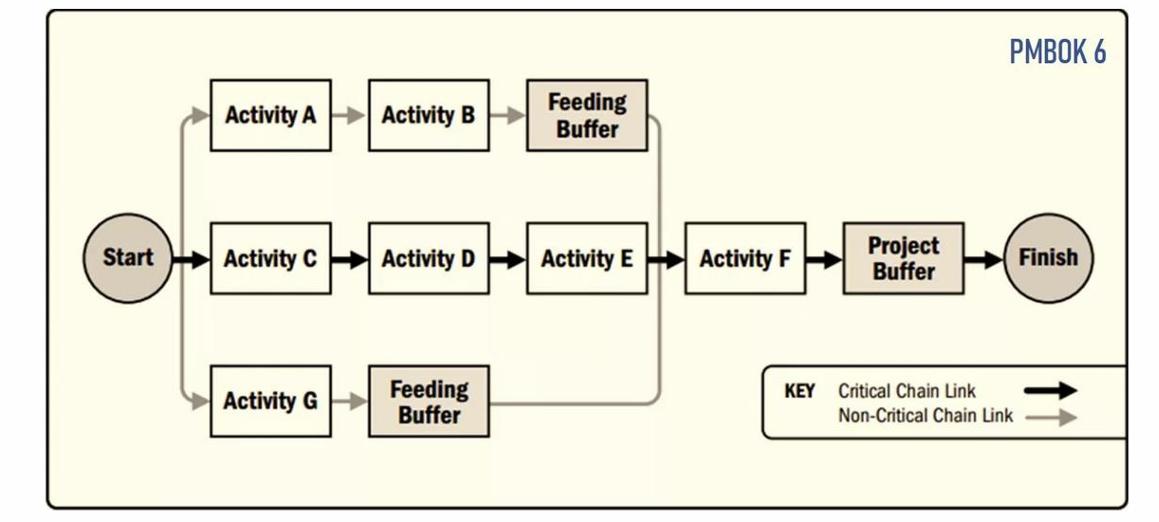 PMBOK 6
Activity A
Activity B
Feeding
Buffer
Start
Activity C
Activity D
Activity E
Activity F
Project
Buffer
Finish
Activity G
Feeding
Buffer
KEY Critical Chain Link
Non-Critical Chain Link